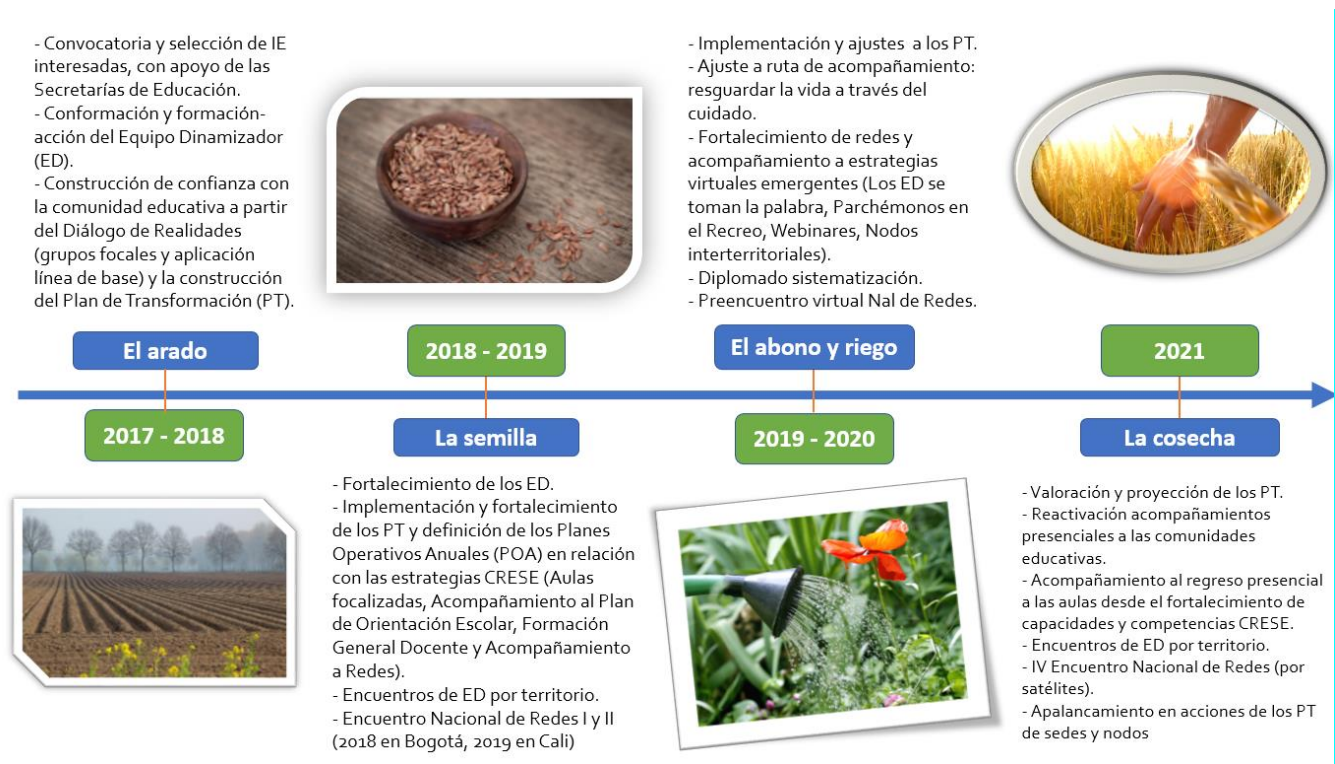 - Convocatoria y selección de IE
interesadas, con apoyo de las
Secretarías de Educación.
- Conformación y formación-
acción del Equipo Dinamizador
(ED).
- Construcción de confianza con
la comunidad educativa a partir
del Diálogo de Realidades
(grupos focales y aplicación
línea de base) y la construcción
del Plan de Transformación (PT).
El arado
2017 - 2018
2018 - 2019
La semilla
- Fortalecimiento de los ED.
- Implementación y fortalecimiento
de los PT y definición de los Planes
Operativos Anuales (POA) en relación
con las estrategias CRESE (Aulas
focalizadas, Acompañamiento al Plan
de Orientación Escolar, Formación
General Docente y Acompañamiento
a Redes).
- Encuentros de ED por territorio.
- Encuentro Nacional de Redes I y II
(2018 en Bogotá, 2019 en Cali)
- Implementación y ajustes a los PT.
- Ajuste a ruta de acompañamiento:
resguardar la vida a través del
cuidado.
- Fortalecimiento de redes y
acompañamiento a estrategias
virtuales emergentes (Los ED se
toman la palabra, Parchémonos en
el Recreo, Webinares, Nodos
interterritoriales).
- Diplomado sistematización.
- Preencuentro virtual Nal de Redes.
El abono y riego
2019 - 2020
2021
La cosecha
- Valoración y proyección de los PT.
- Reactivación acompañamientos
presenciales a las comunidades
educativas.
- Acompañamiento al regreso presencial
a las aulas desde el fortalecimiento de
capacidades y competencias CRESE.
- Encuentros de ED por territorio.
- IV Encuentro Nacional de Redes (por
satélites).
- Apalancamiento en acciones de los PT
de sedes y nodos